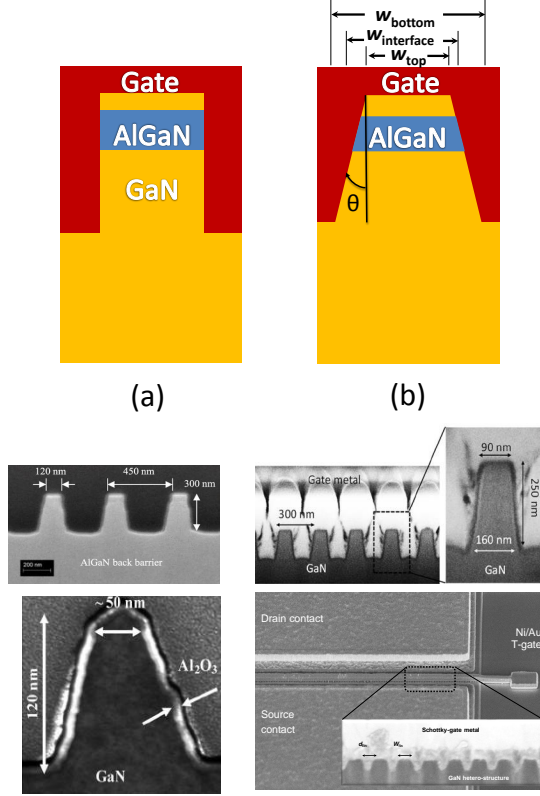 Gate
AlGaN
GaN
w_bottom
w_interface
w_top
Gate
AlGaN
θ
(a)
(b)
120 nm
450 nm
300 nm
200 nm
AlGaN back barrier
Gate metal
300 nm
GaN
90 nm
250 nm
160 nm
GaN
~ 50 nm
Al₂O₃
120 nm
GaN
Drain contact
Ni/Au
T-gate
Source
contact
Schottky-gate metal
GaN hetero-structure